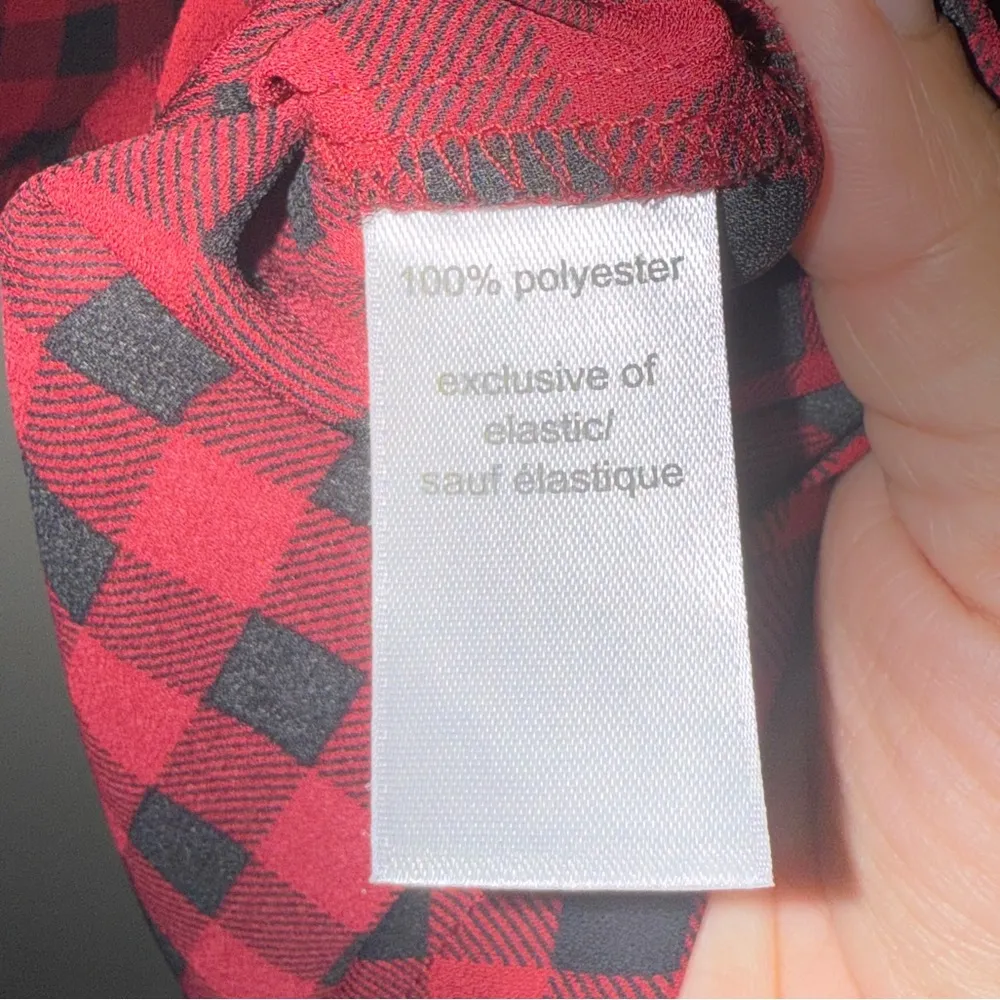 100% polyester
exclusive of
elastic/
sauf élastique